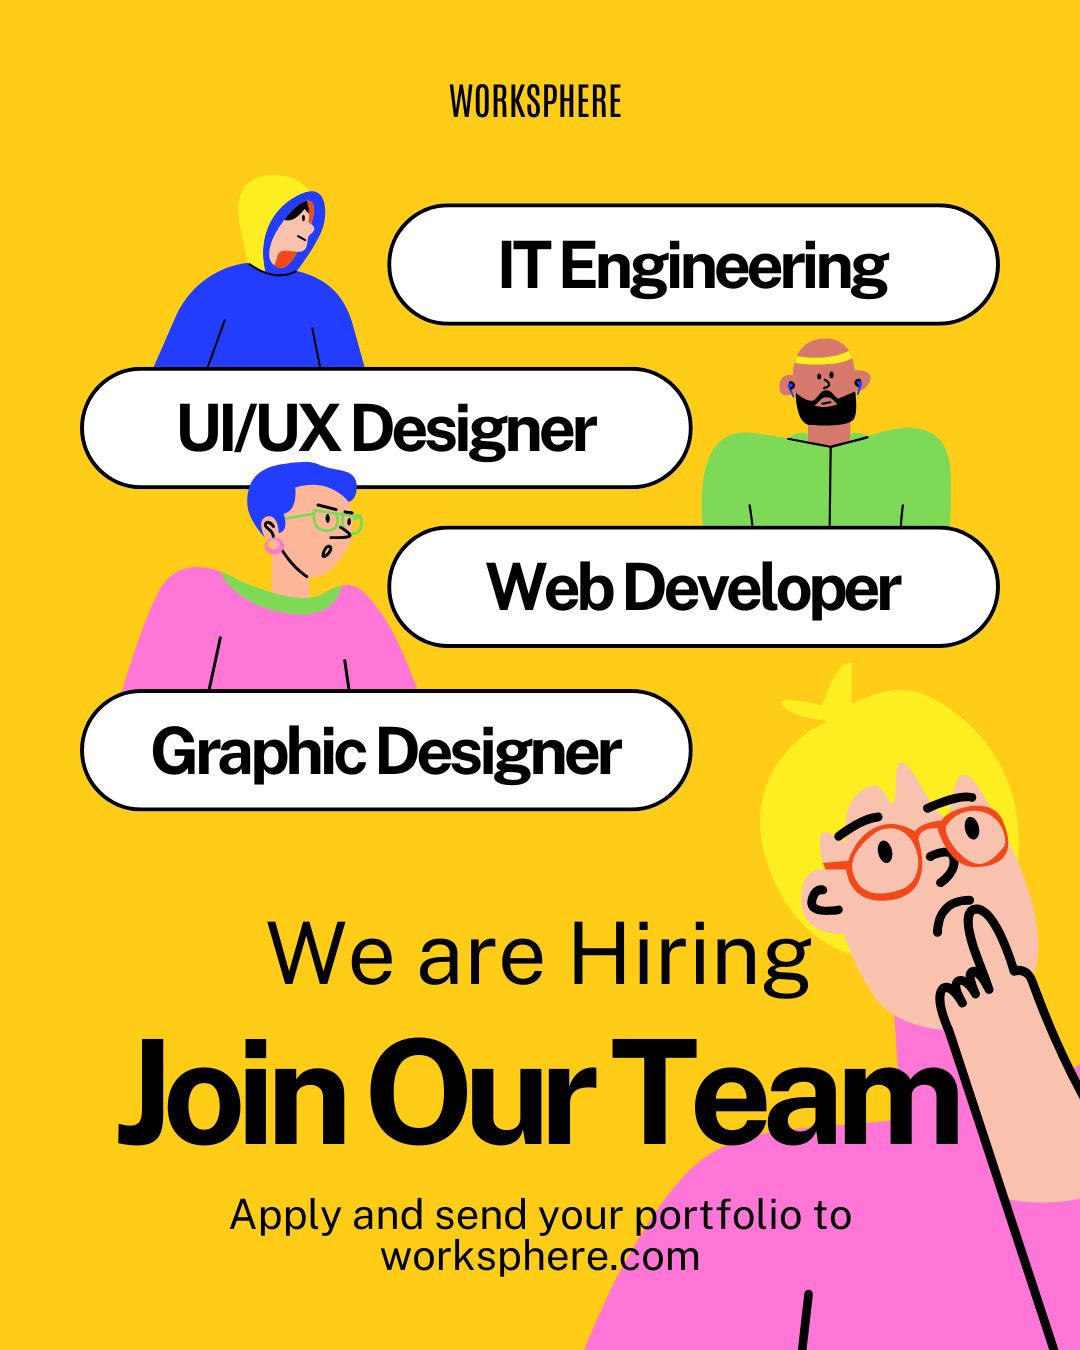 WORKSPHERE
IT Engineering
UI/UX Designer
Web Developer
Graphic Designer
We are Hiring
Join Our Team
Apply and send your portfolio to
worksphere.com